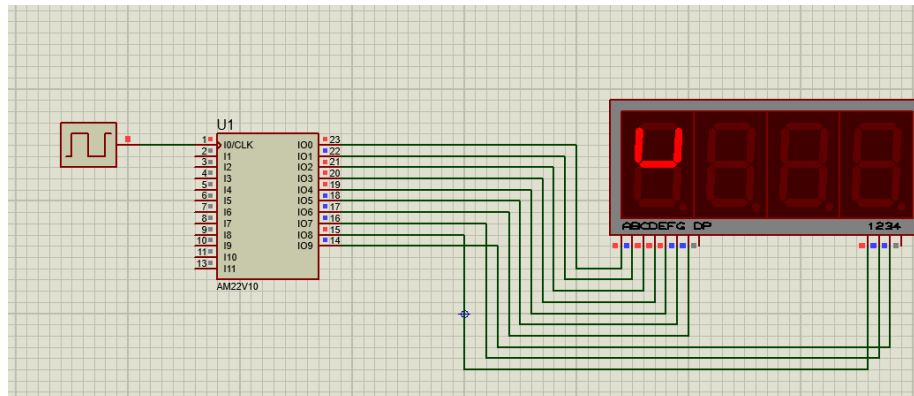 U1
1 I0/CLK IO0 23
2 I1 IO1 22
3 I2 IO2 21
4 I3 IO3 20
5 I4 IO4 19
6 I5 IO5 18
7 I6 IO6 17
8 I7 IO7 16
9 I8 IO8 15
10 I9 IO9 14
11 I10
13 I11
AM22V10
ABCDEFG DP
1234